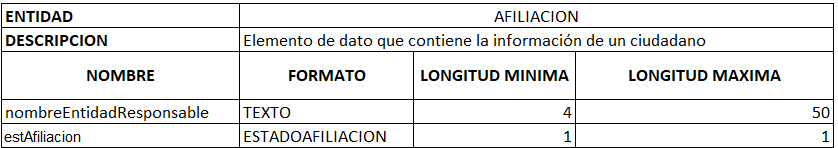 ENTIDAD AFILIACION
DESCRIPCION Elemento de dato que contiene la información de un ciudadano
NOMBRE FORMATO LONGITUD MINIMA LONGITUD MAXIMA
nombreEntidadResponsable TEXTO 4 50
estAfiliacion ESTADOAFILIACION 1 1